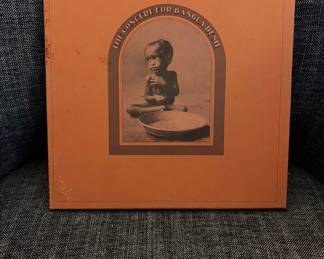 THE CONCERT FOR BANGLA DESH